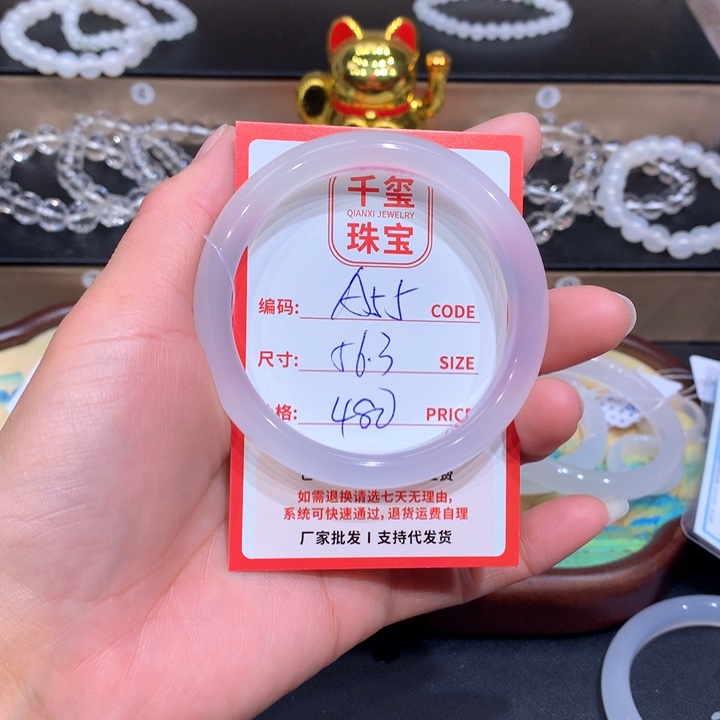 千玺
QIANXI JEWELRY
珠宝
编码: A55 CODE
尺寸: 56.3 SIZE
格: 480 PRICE
如需退换请选七天无理由,
系统可快速通过, 退货运费自理
厂家批发 I 支持代发货